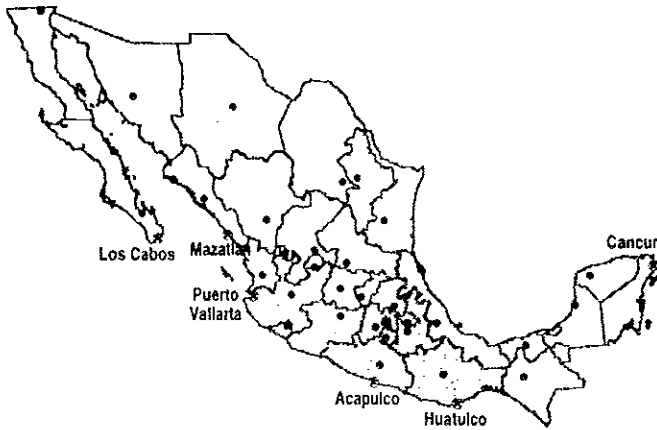 Cancun
Los Cabos
Mazatlan
Puerto
Vallarta
Acapulco
Huatulco